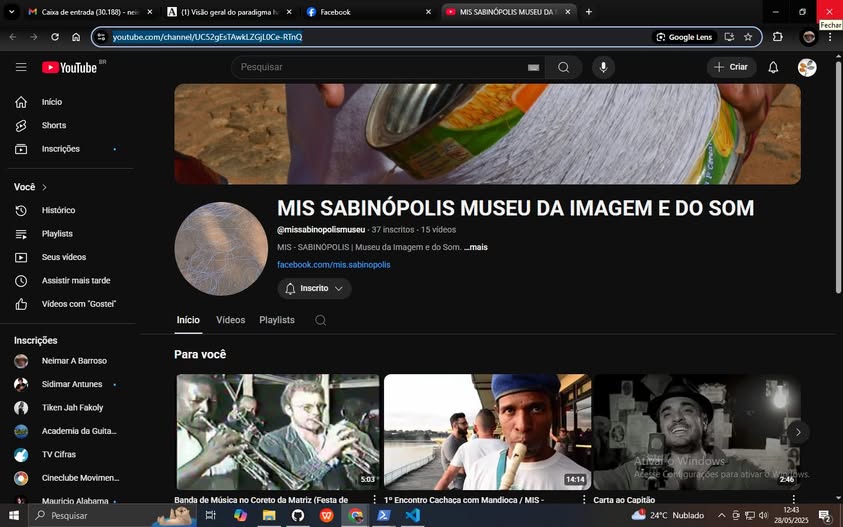 Caixa de entrada (30.188) - nein
(1) Visão geral do paradigma h
Facebook
MIS SABINÓPOLIS MUSEU DA I
Fechar
youtube.com/channel/UC52gEsTAwkLZGjL0Ce-RTnQ
Google Lens
YouTube BR
Pesquisar
Criar
Início
Shorts
Inscrições
Você
Histórico
Playlists
Seus vídeos
Assistir mais tarde
Vídeos com "Gostei"
Inscrições
Neimar A Barroso
Sidimar Antunes
Tiken Jah Fakoly
Academia da Guita...
TV Cifras
Cineclube Movimen...
Mauricio Alabama
MIS SABINÓPOLIS MUSEU DA IMAGEM E DO SOM
@missabinopolismuseu · 37 inscritos · 15 vídeos
MIS - SABINÓPOLIS | Museu da Imagem e do Som. ...mais
facebook.com/mis.sabinopolis
Inscrito
Início Vídeos Playlists
Para você
5:03
14:14
2:46
Banda de Música no Coreto da Matriz (Festa de
1º Encontro Cachaça com Mandioca / MIS -
Carta ao Capitão
Ativar o Windows
Acesse Configurações para ativar o Windows.
Pesquisar
24°C Nublado
12:43
28/05/2025
2